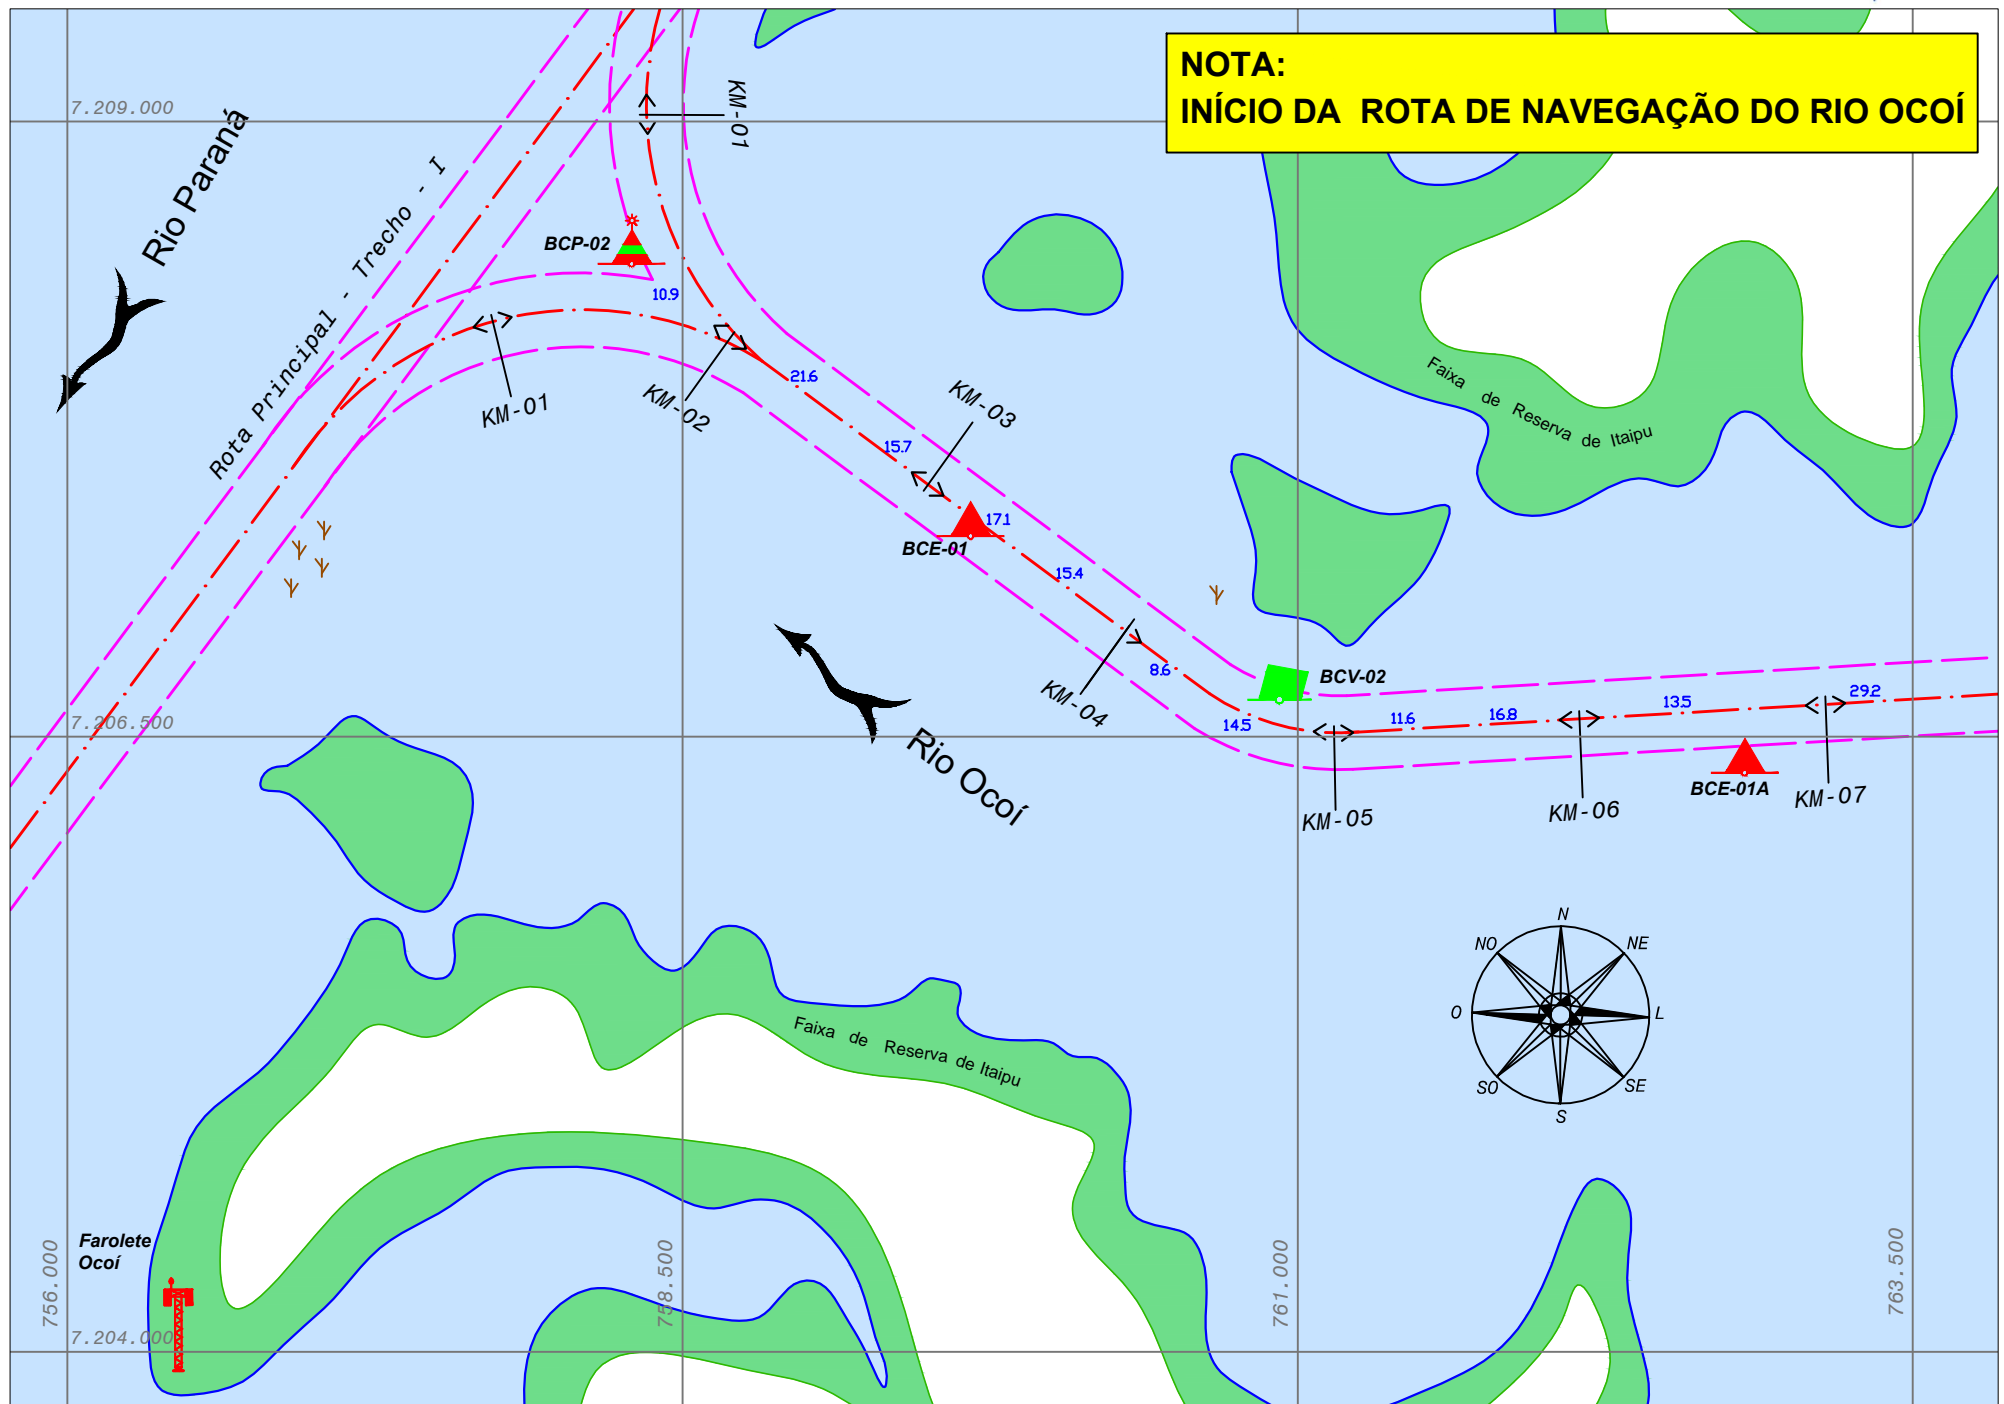 NOTA:
INÍCIO DA ROTA DE NAVEGAÇÃO DO RIO OCOÍ
7.209.000
KM-01
Rio Paraná
Rota Principal - Trecho - I
BCP-02
10.9
KM-01
KM-02
21.6
KM-03
15.7
Faixa de Reserva de Itaipu
17.1
BCE-01
15.4
KM-04
8.6
BCV-02
14.5
11.6
16.8
13.5
29.2
7.206.500
Rio Ocoí
KM-05
KM-06
BCE-01A
KM-07
N
NO
NE
O
L
SO
SE
S
Faixa de Reserva de Itaipu
Farolete
Ocoí
756.000
758.500
761.000
763.500
7.204.000